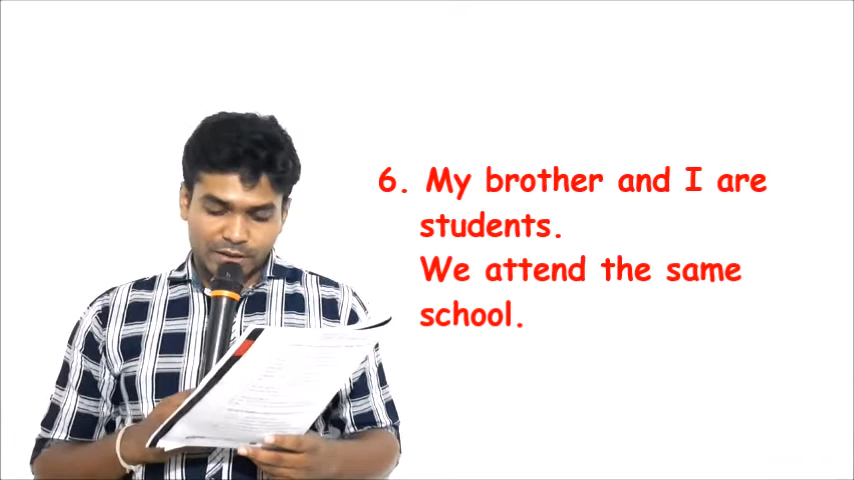 6. My brother and I are
students.
We attend the same
school.